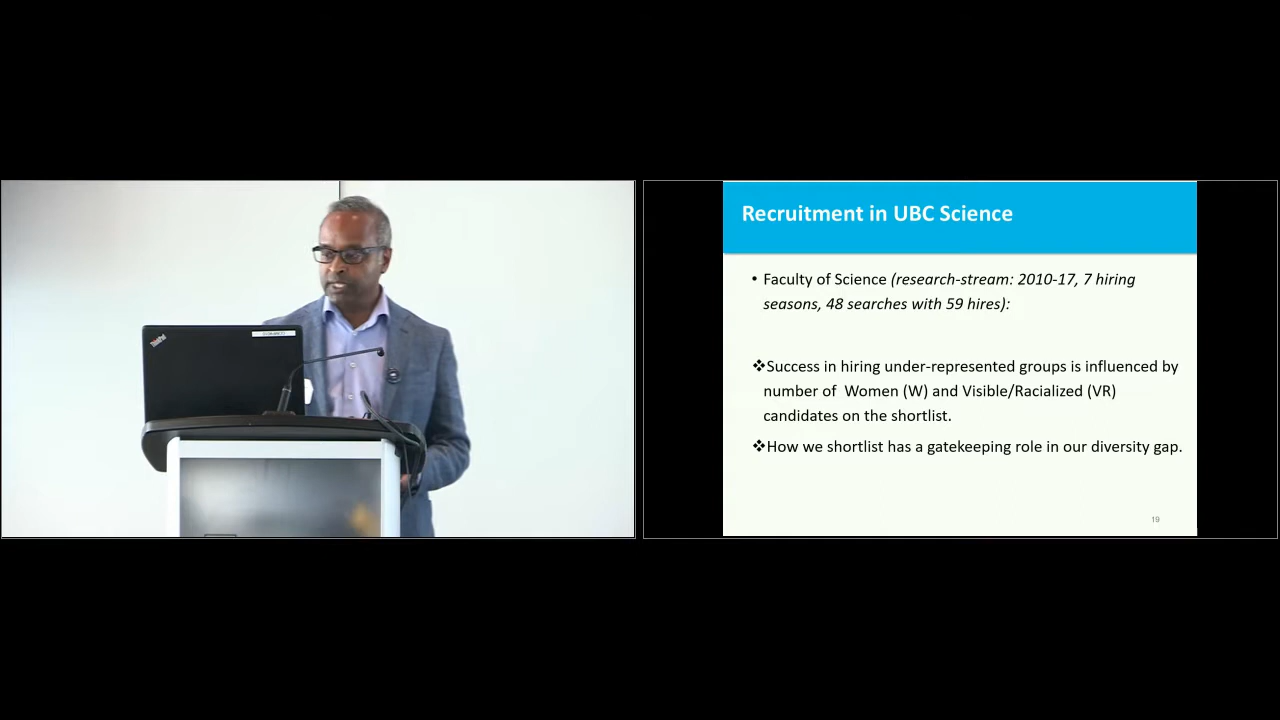 Recruitment in UBC Science
• Faculty of Science (research-stream: 2010-17, 7 hiring
seasons, 48 searches with 59 hires):
❖Success in hiring under-represented groups is influenced by
number of  Women (W) and Visible/Racialized (VR)
candidates on the shortlist.
❖How we shortlist has a gatekeeping role in our diversity gap.
19
ThinkPad